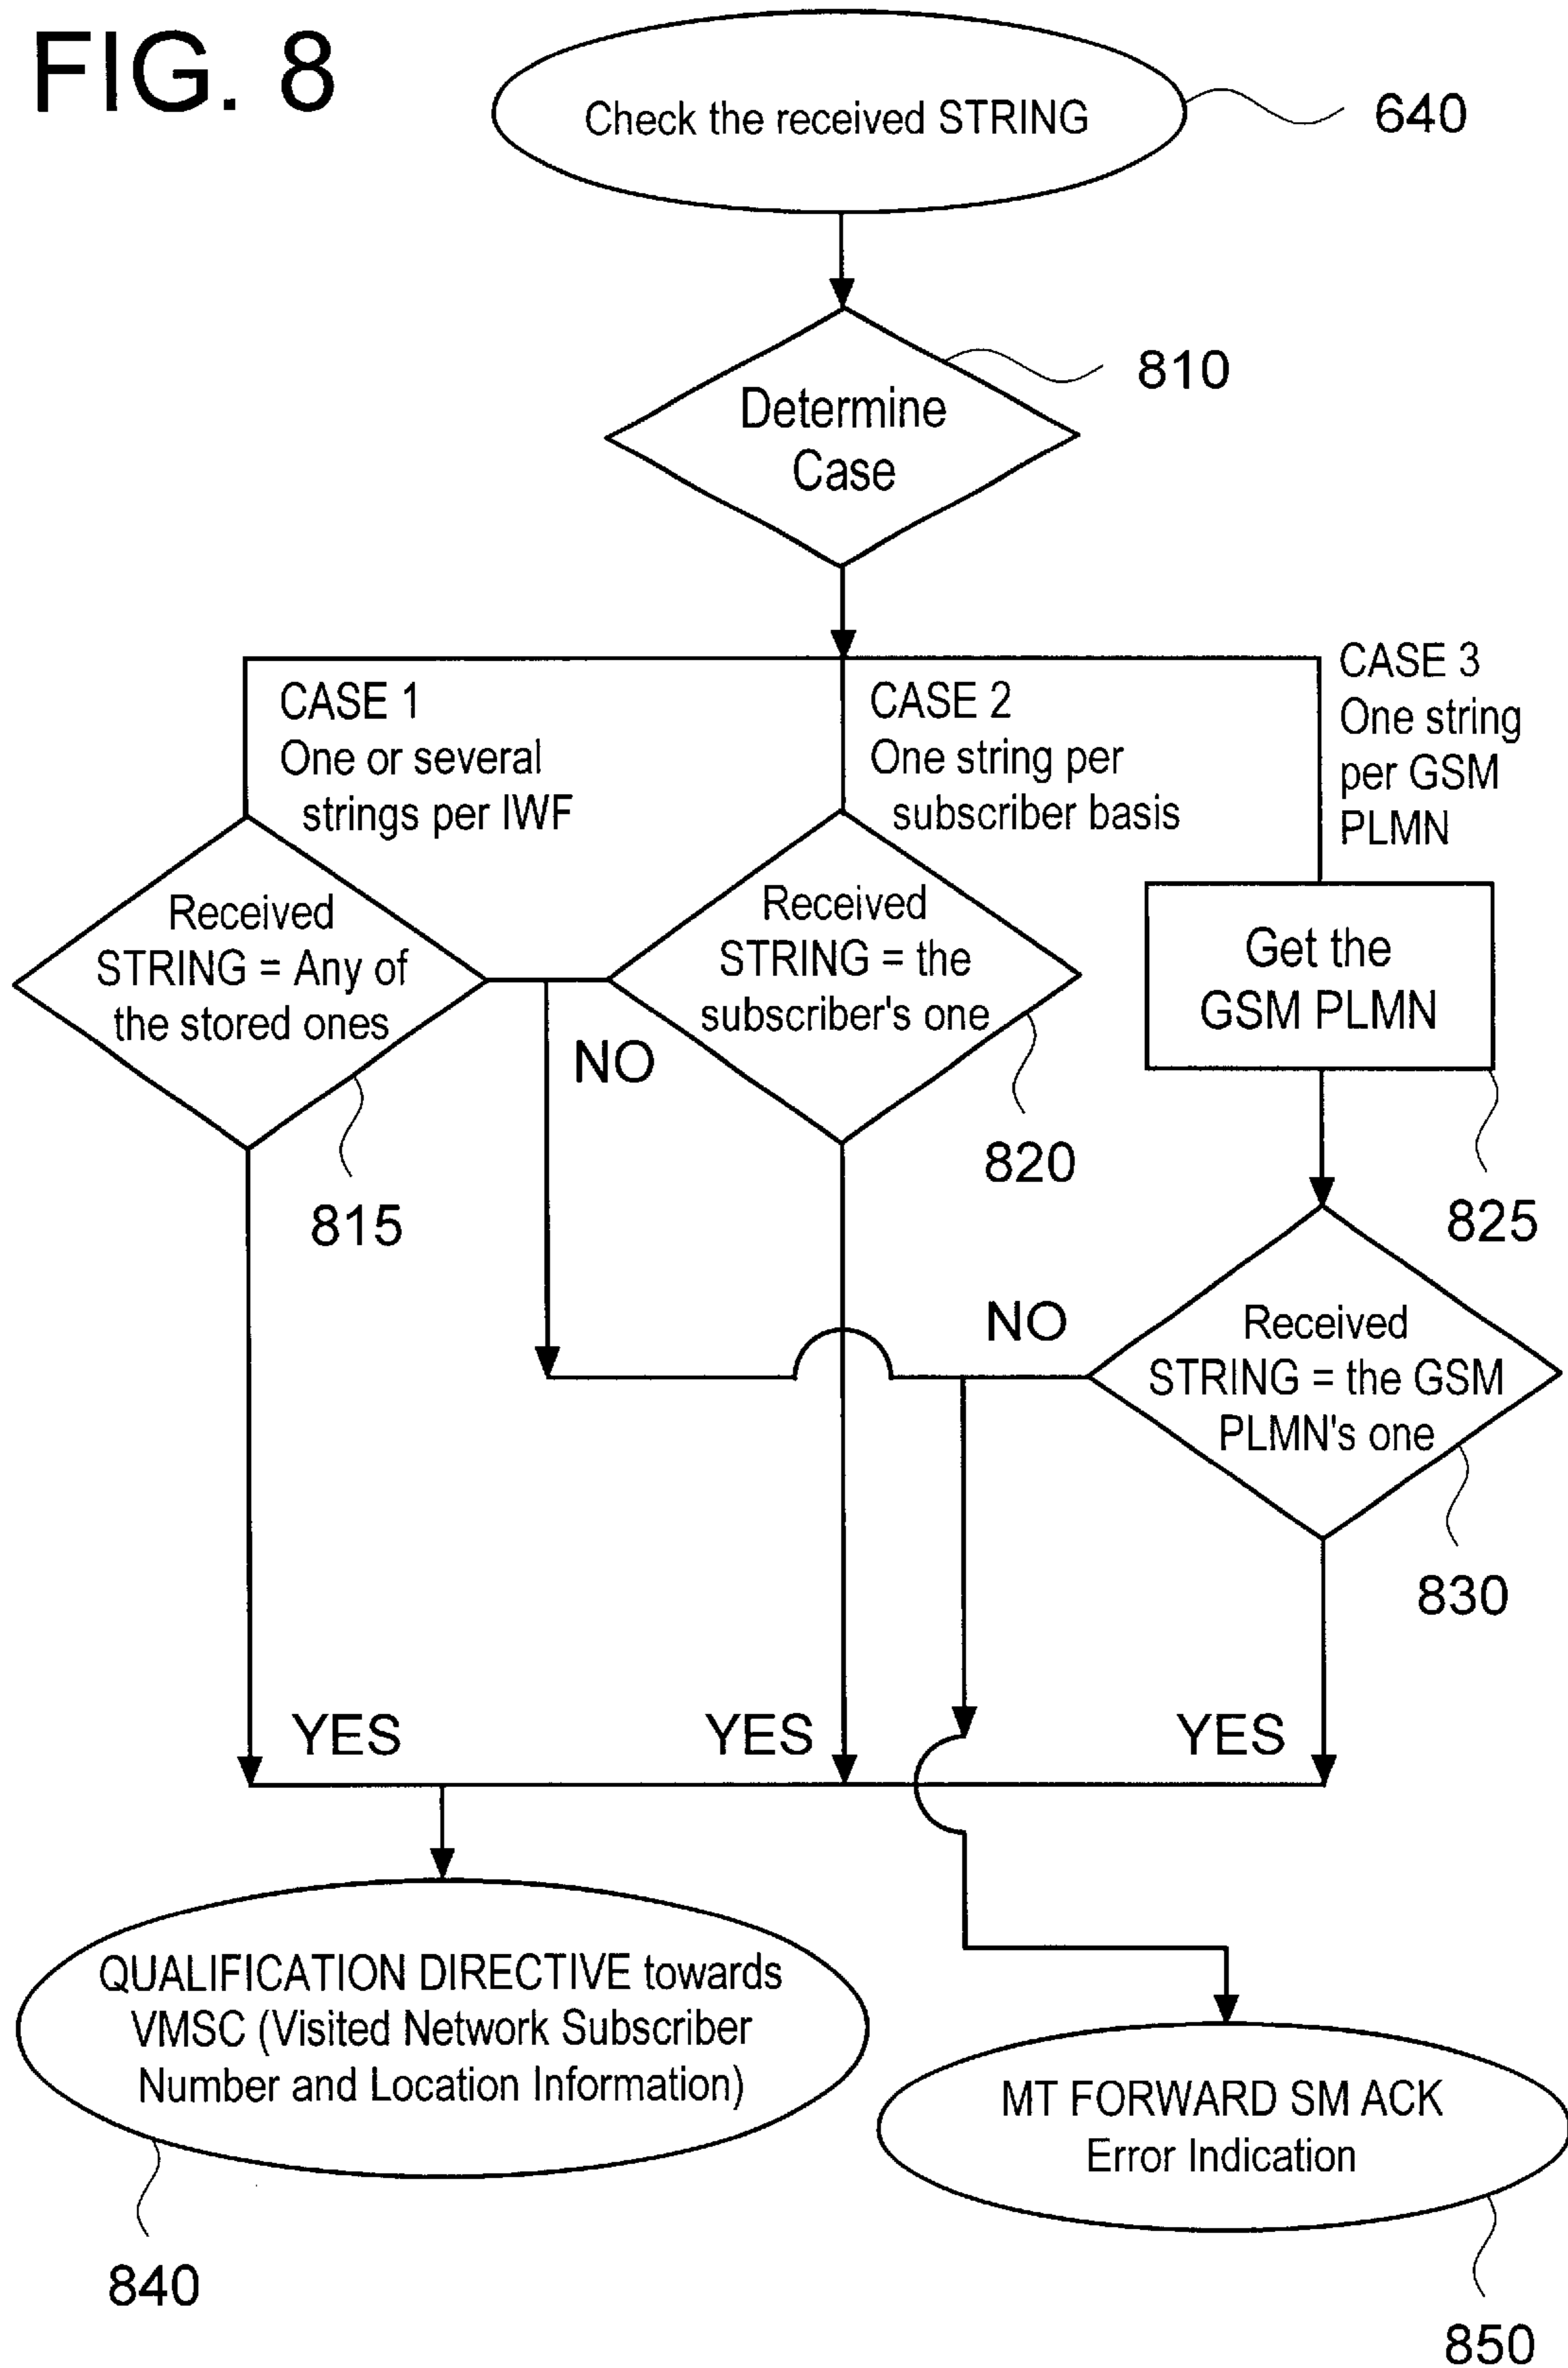 FIG. 8
Check the received STRING
640
810
Determine
Case
CASE 1
One or several
strings per IWF
CASE 2
One string per
subscriber basis
CASE 3
One string
per GSM
PLMN
Received
STRING = Any of
the stored ones
Received
STRING = the
subscriber's one
Get the
GSM PLMN
NO
820
815
825
NO
Received
STRING = the GSM
PLMN's one
830
YES
YES
YES
QUALIFICATION DIRECTIVE towards
VMSC (Visited Network Subscriber
Number and Location Information)
MT FORWARD SM ACK
Error Indication
840
850